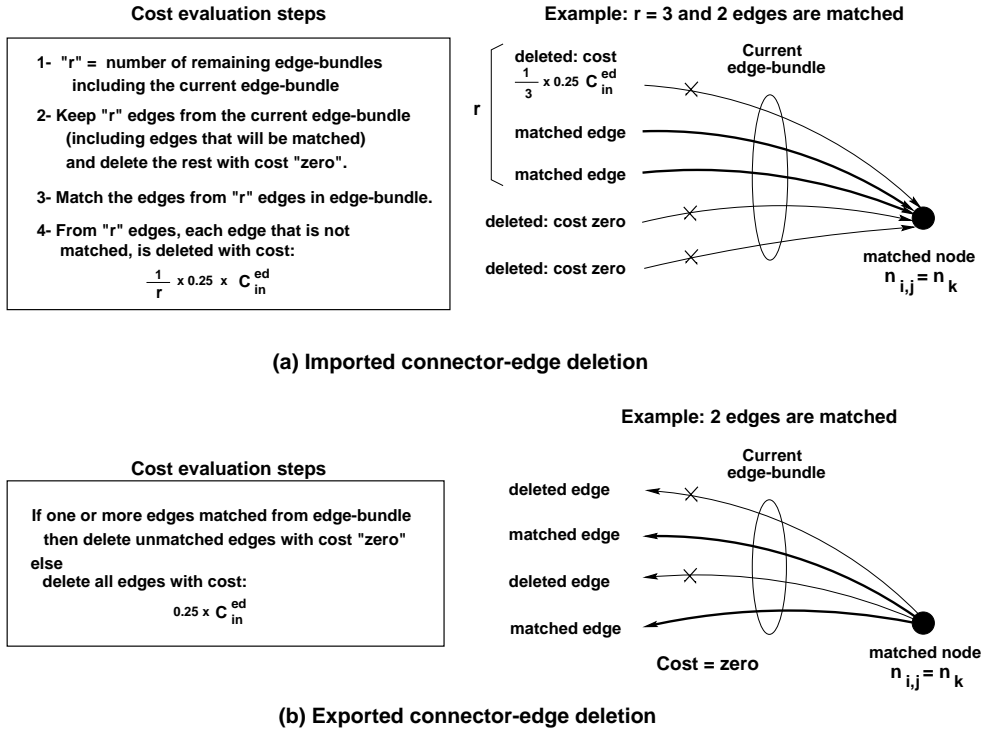 Cost evaluation steps
1- "r" = number of remaining edge-bundles
including the current edge-bundle
2- Keep "r" edges from the current edge-bundle
(including edges that will be matched)
and delete the rest with cost "zero".
3- Match the edges from "r" edges in edge-bundle.
4- From "r" edges, each edge that is not
matched, is deleted with cost:
1/r x 0.25 x C_in^ed
Example: r = 3 and 2 edges are matched
r
deleted: cost
1/3 x 0.25 C_in^ed
Current
edge-bundle
matched edge
matched edge
deleted: cost zero
deleted: cost zero
matched node
n_i,j = n_k
(a) Imported connector-edge deletion
Cost evaluation steps
If one or more edges matched from edge-bundle
then delete unmatched edges with cost "zero"
else
delete all edges with cost:
0.25 x C_in^ed
Example: 2 edges are matched
Current
edge-bundle
deleted edge
matched edge
deleted edge
matched edge
Cost = zero
matched node
n_i,j = n_k
(b) Exported connector-edge deletion